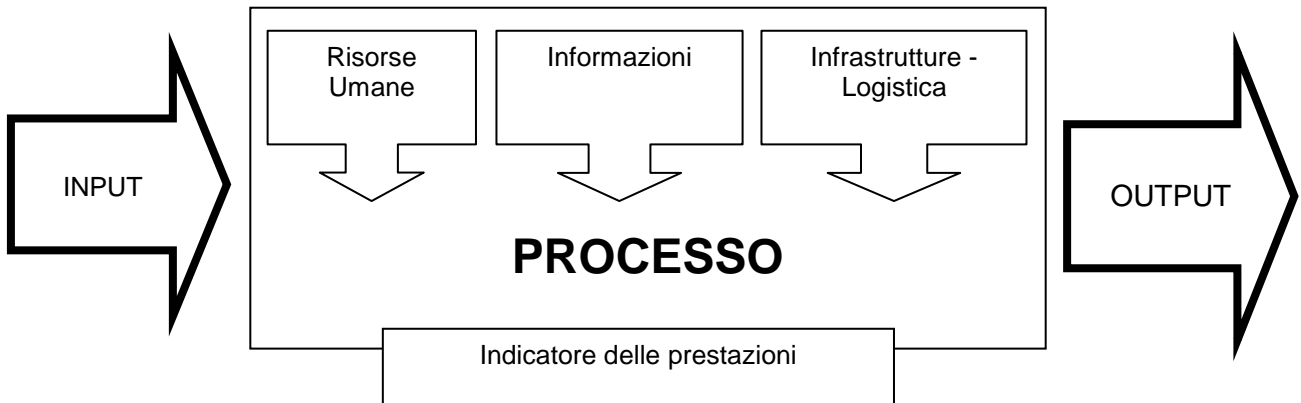 Risorse
Umane
Informazioni
Infrastrutture -
Logistica
INPUT
OUTPUT
PROCESSO
Indicatore delle prestazioni